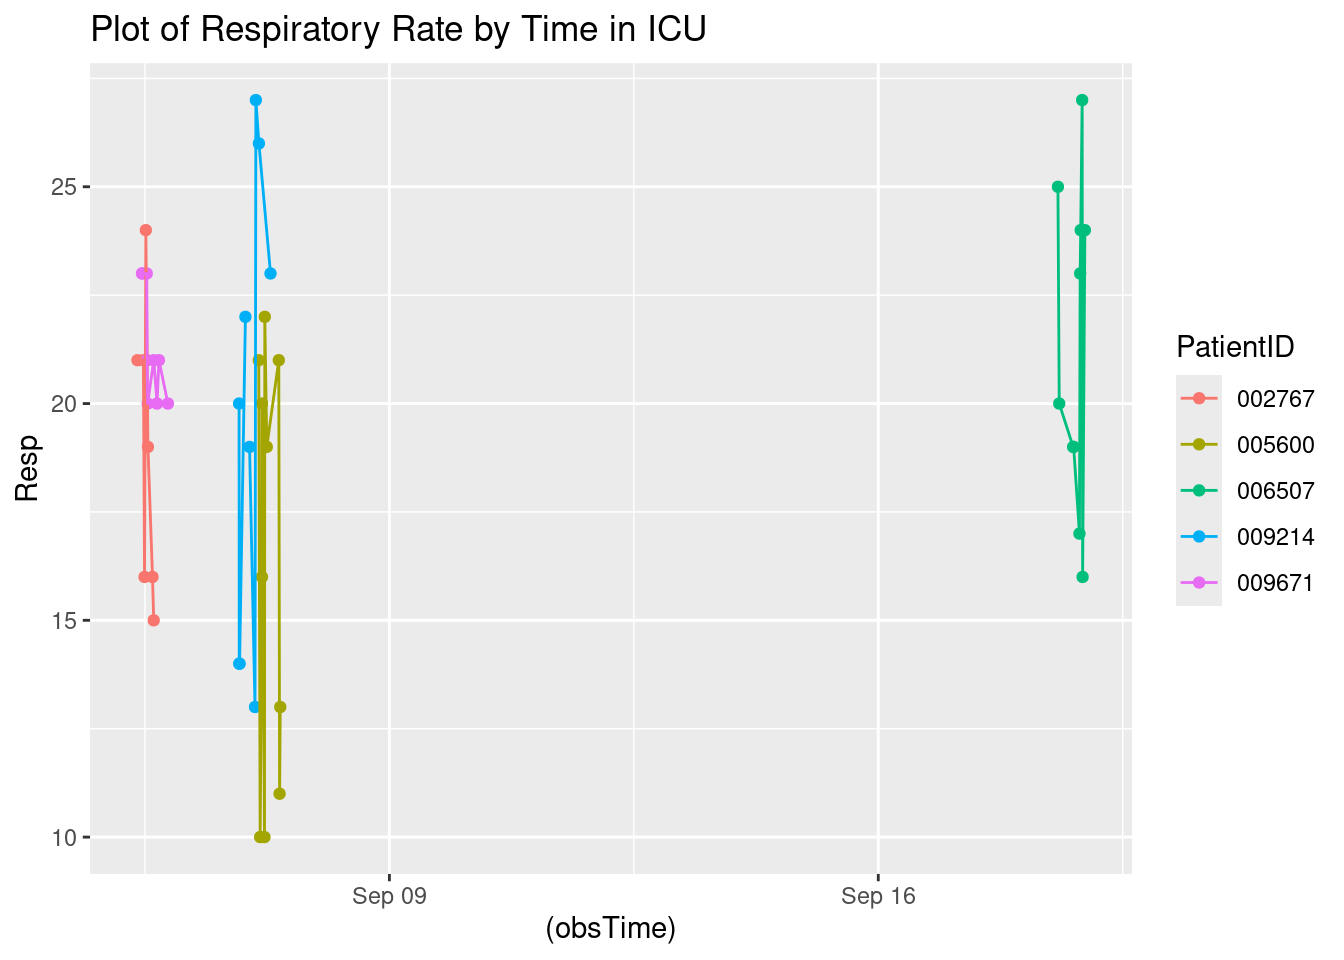 Plot of Respiratory Rate by Time in ICU
Resp
25
20
15
10
Sep 09
Sep 16
(obsTime)
PatientID
002767
005600
006507
009214
009671